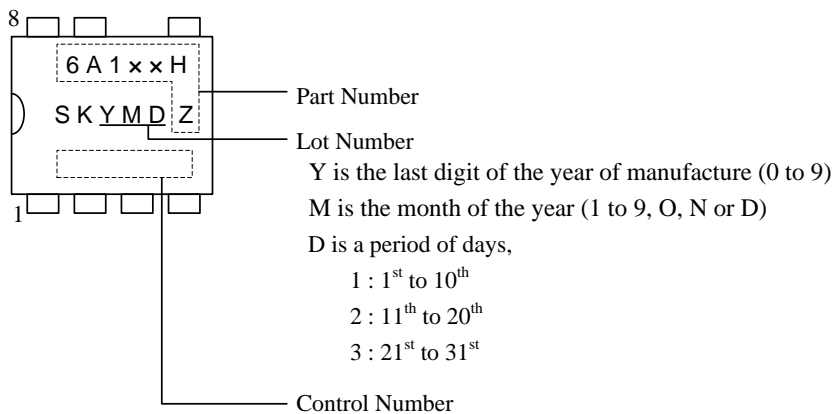 8
6 A 1 × × H
S K Y M D Z
1
Part Number
Lot Number
Y is the last digit of the year of manufacture (0 to 9)
M is the month of the year (1 to 9, O, N or D)
D is a period of days,
1 : 1st to 10th
2 : 11th to 20th
3 : 21st to 31st
Control Number